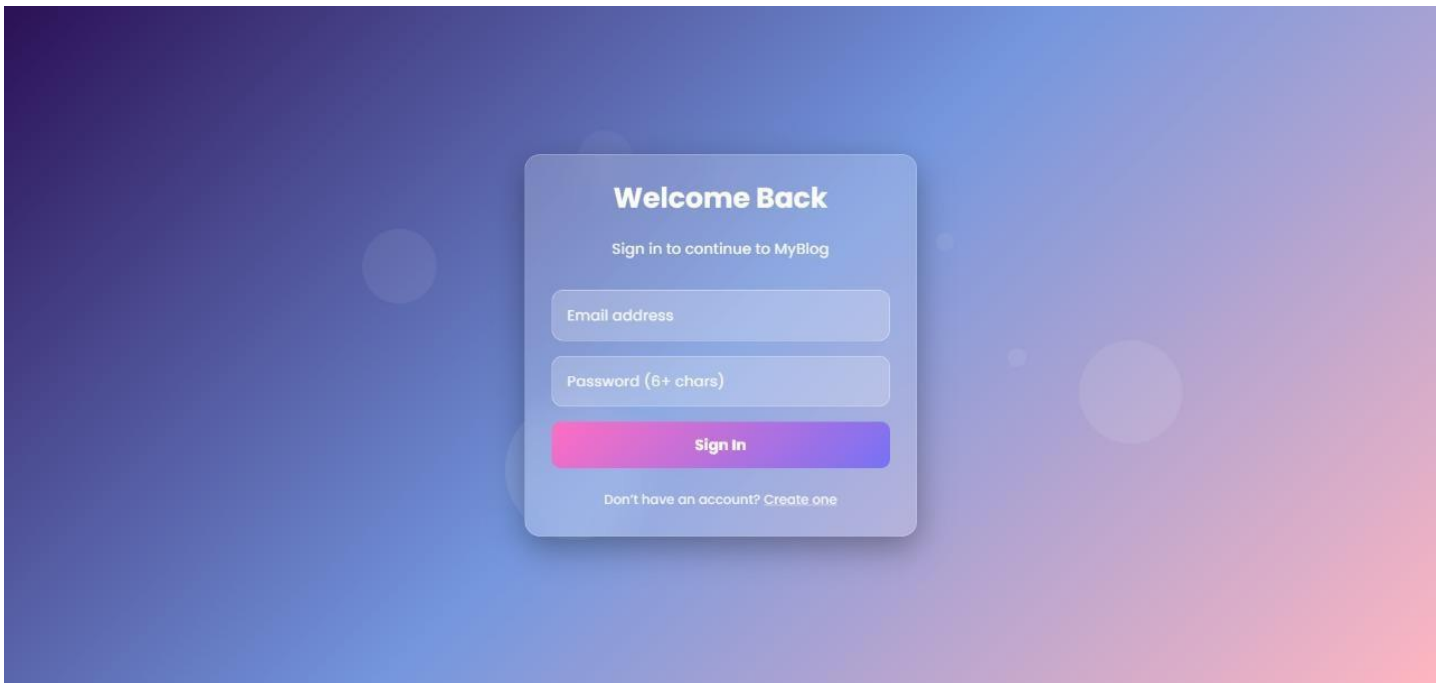 Welcome Back
Sign in to continue to MyBlog
Email address
Password (6+ chars)
Sign In
Don't have an account? Create one